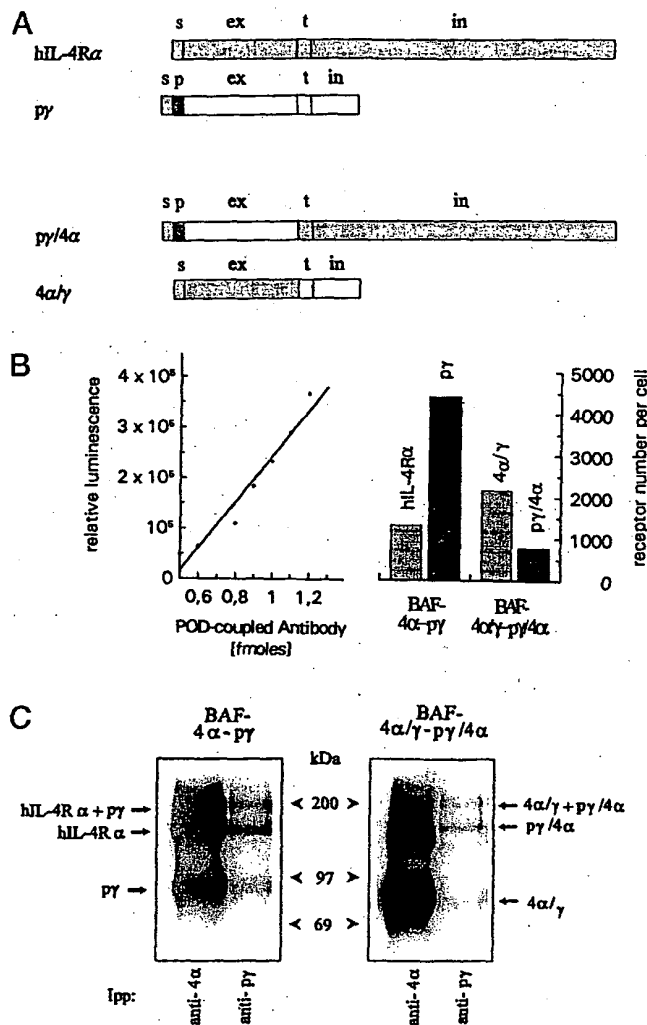 A
s ex t in
hIL-4Rα
s p ex t in
pγ
s p ex t in
pγ/4α
s ex t in
4α/γ
B
relative luminescence
4 x 10⁵
3 x 10⁵
2 x 10⁵
10⁵
0
0,6 0,8 1 1,2
POD-coupled Antibody
[fmoles]
hIL-4Rα
pγ
4α/γ
pγ/4α
5000
4000
3000
2000
1000
0
receptor number per cell
BAF-
4α-pγ
BAF-
4α/γ-pγ/4α
C
BAF-
4α-pγ
kDa
BAF-
4α/γ-pγ/4α
hIL-4Rα + pγ
hIL-4Rα
pγ
200
97
69
4α/γ + pγ/4α
pγ/4α
4α/γ
Ipp:
anti-4α
anti-pγ
anti-4α
anti-pγ